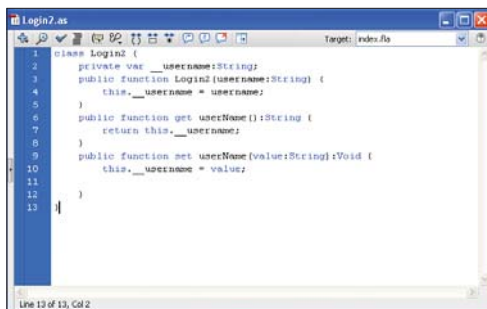 Login2.as
Target: index.fla
1 class Login2 {
2 private var __username:String;
3 public function Login2(username:String) {
4 this.__username = username;
5 }
6 public function get userName():String {
7 return this.__username;
8 }
9 public function set userName(value:String):Void {
10 this.__username = value;
11
12 }
13 }
Line 13 of 13, Col 2